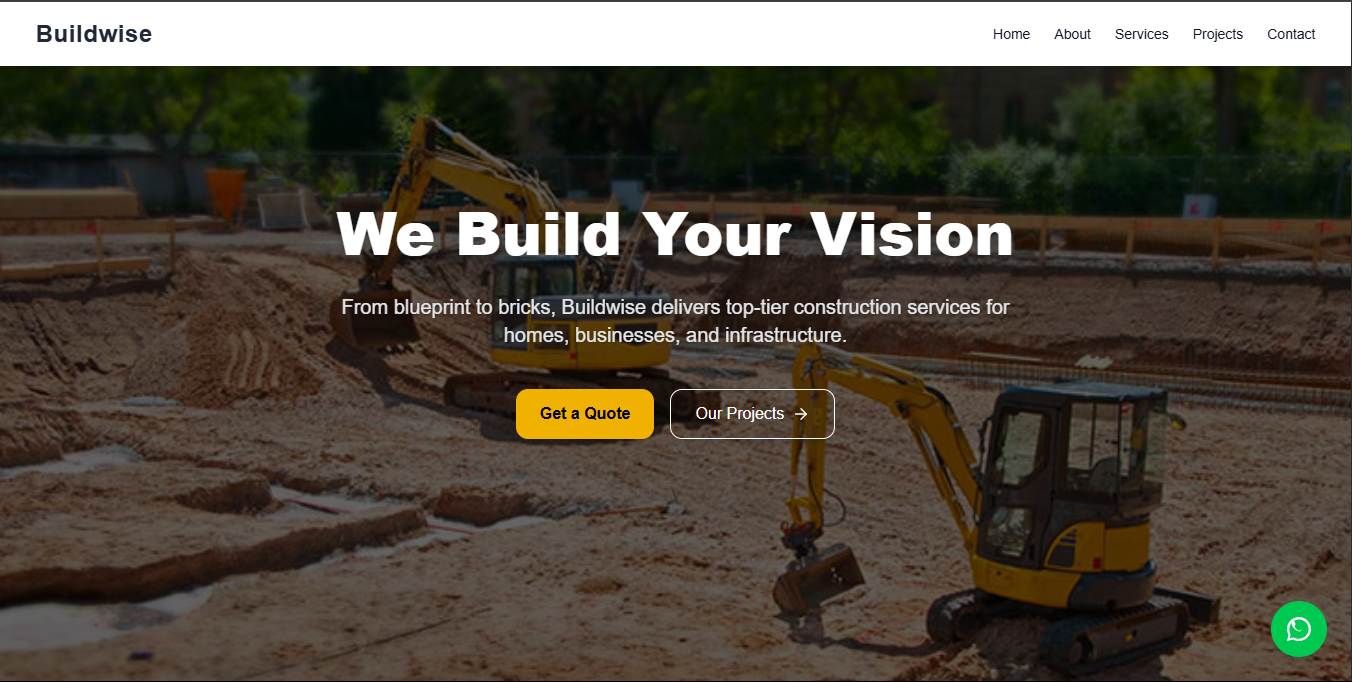 Buildwise
Home About Services Projects Contact
We Build Your Vision
From blueprint to bricks, Buildwise delivers top-tier construction services for
homes, businesses, and infrastructure.
Get a Quote
Our Projects →